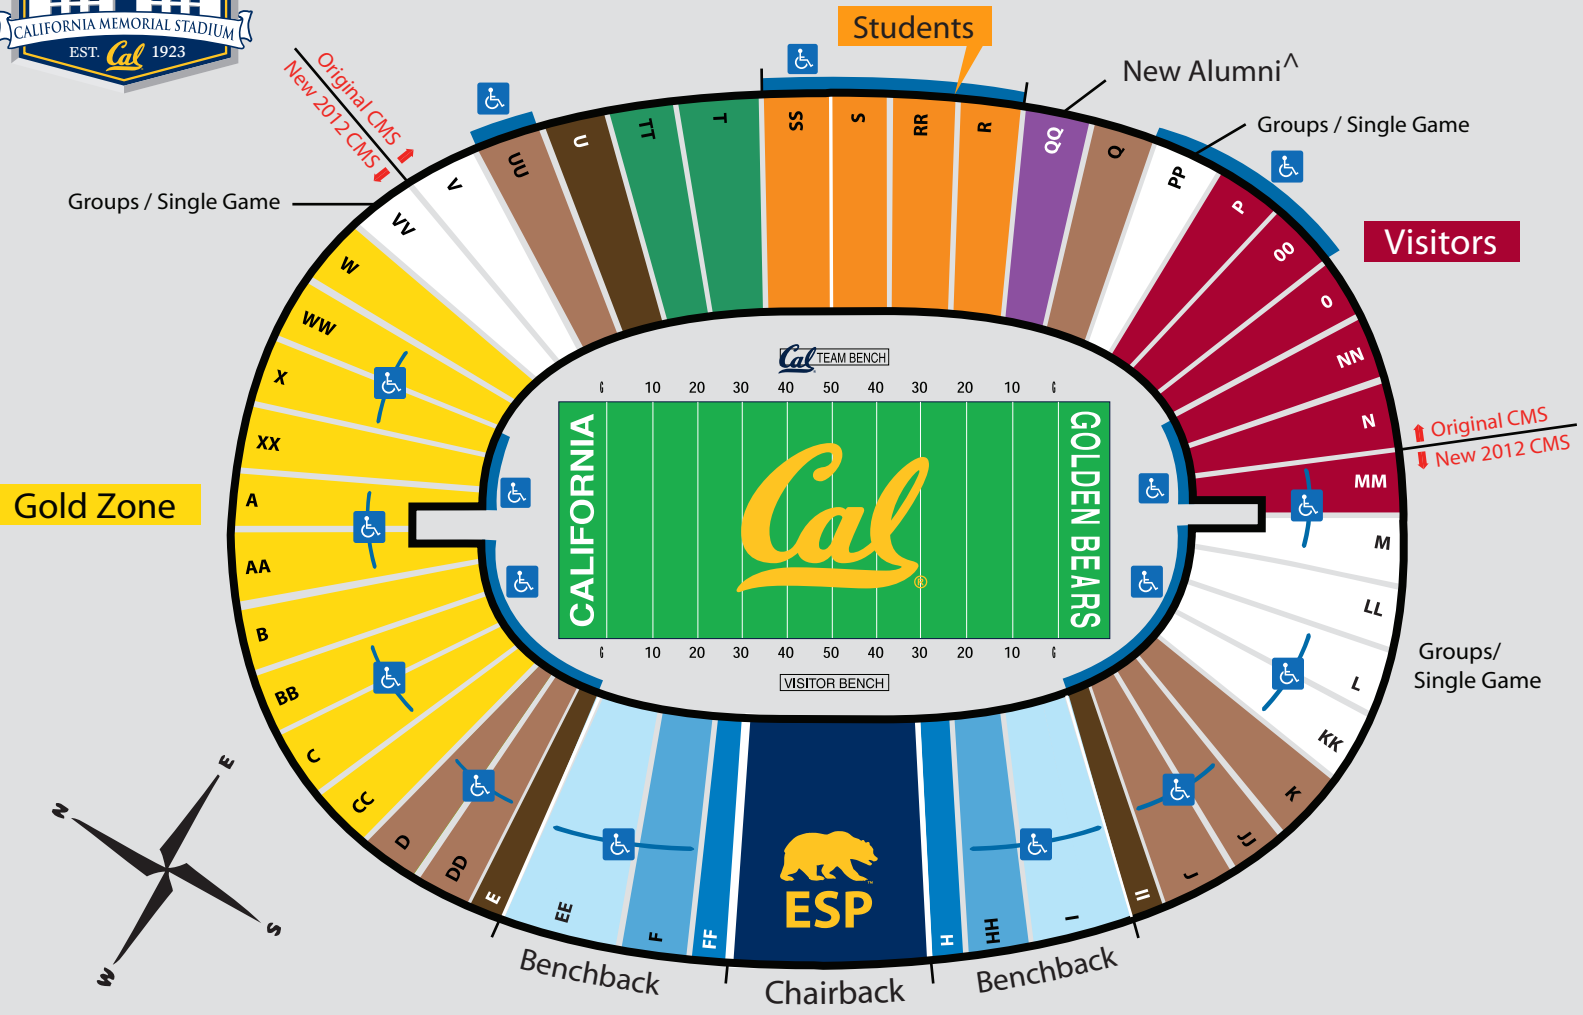 CALIFORNIA MEMORIAL STADIUM
EST. Cal 1923
Students
New Alumni^
Groups / Single Game
Original CMS
New 2012 CMS
Groups / Single Game
Visitors
Original CMS
New 2012 CMS
Gold Zone
Groups/
Single Game
V
UU
U
TT
T
SS
S
RR
R
QQ
Q
PP
P
OO
O
NN
N
MM
M
LL
L
KK
K
JJ
J
II
I
HH
H
ESP
FF
F
EE
E
DD
D
CC
C
BB
B
AA
A
XX
X
WW
W
VV
Cal TEAM BENCH
G 10 20 30 40 50 40 30 20 10 G
CALIFORNIA
Cal
®
GOLDEN BEARS
G 10 20 30 40 50 40 30 20 10 G
VISITOR BENCH
Benchback
Chairback
Benchback
N
E
S
W